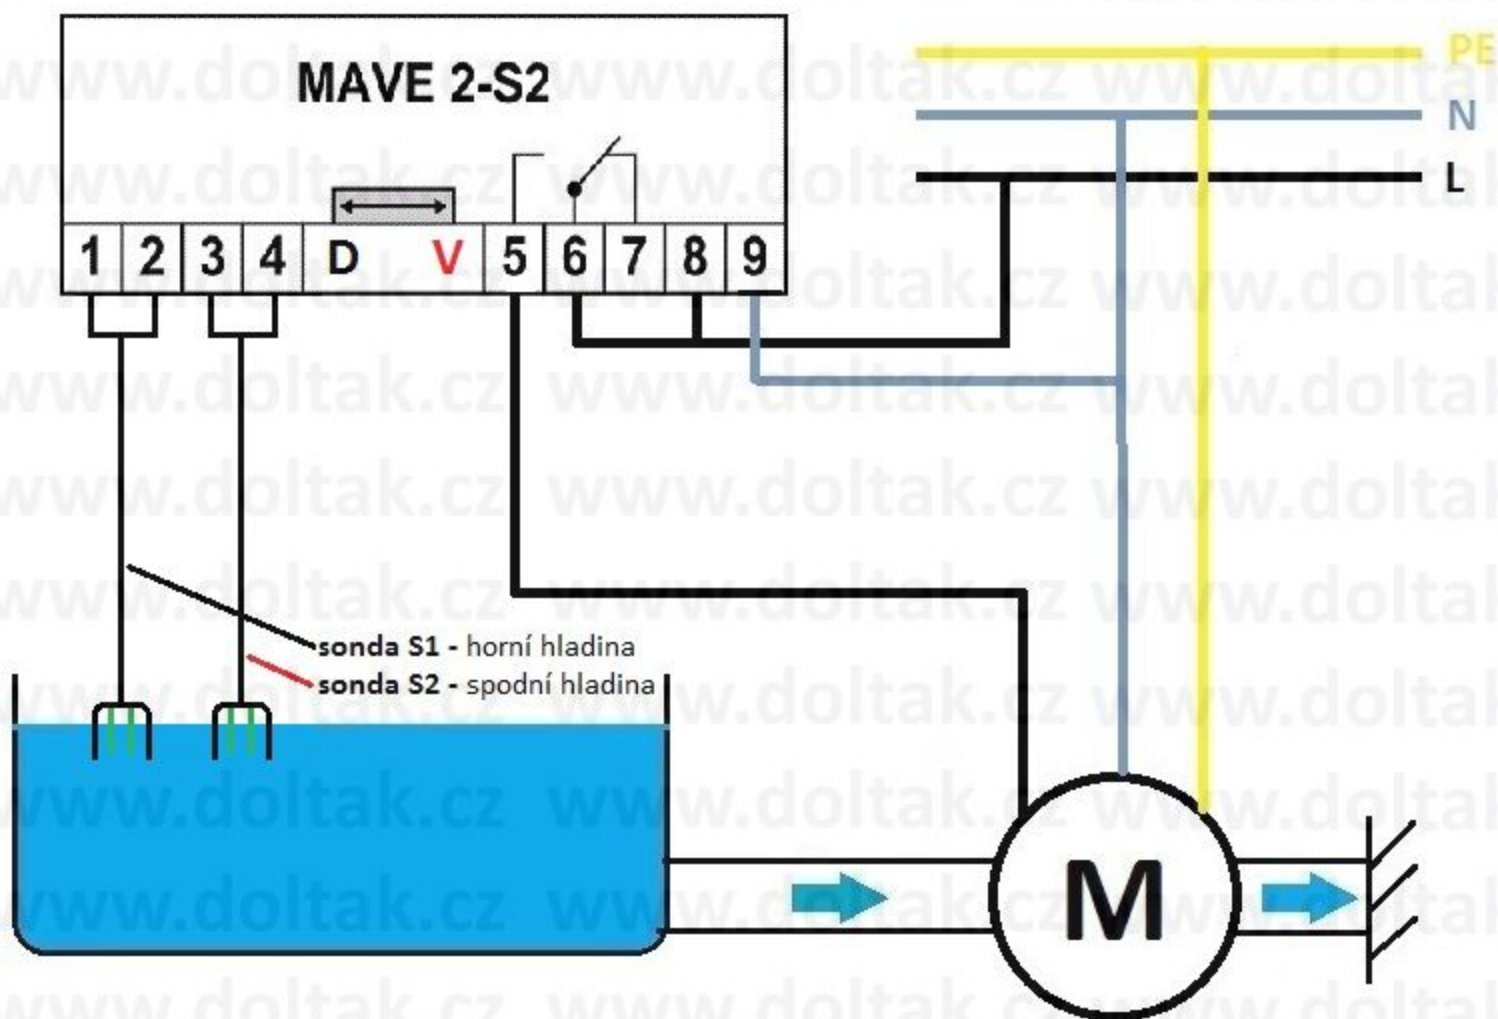 MAVE 2-S2
PE
N
L
1 2 3 4 D V 5 6 7 8 9
sonda S1 - horní hladina
sonda S2 - spodní hladina
M
www.doltak.cz